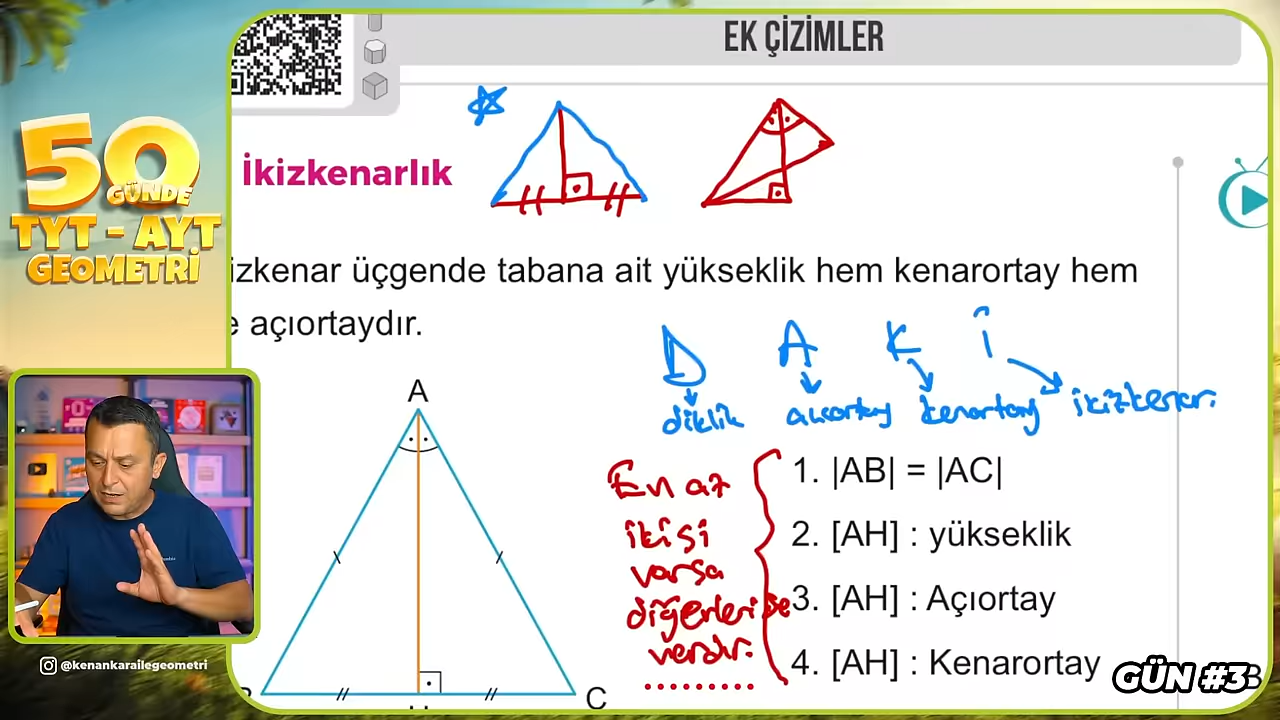 EK ÇİZİMLER
50
GÜNDE
TYT - AYT
GEOMETRİ
İkizkenarlık
izkenar üçgende tabana ait yükseklik hem kenarortay hem
e açıortaydır.
D A K İ
diklik açıortay kenarortay ikizkenar.
A
En az
ikisi
varsa
diğerleri de
vardır.
1. |AB| = |AC|
2. [AH] : yükseklik
3. [AH] : Açıortay
4. [AH] : Kenarortay
C
@kenankarailegeometri
GÜN #3